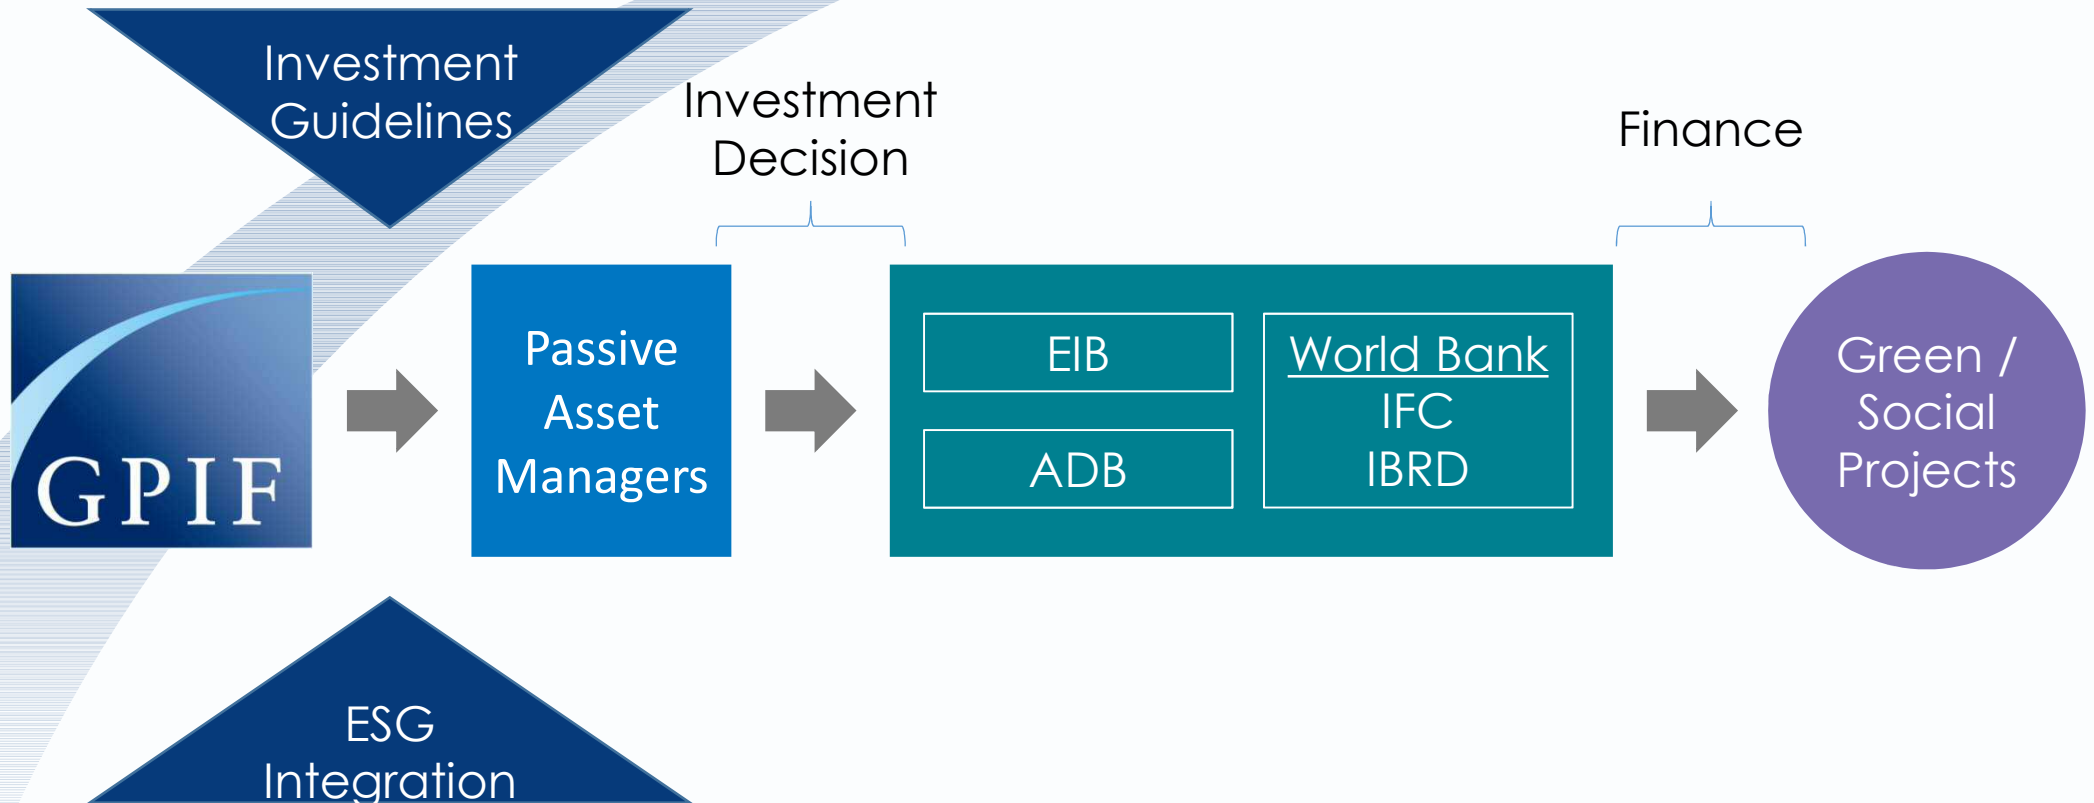 Investment
Guidelines
Investment
Decision
Finance
GPIF
Passive
Asset
Managers
EIB
ADB
World Bank
IFC
IBRD
Green /
Social
Projects
ESG
Integration